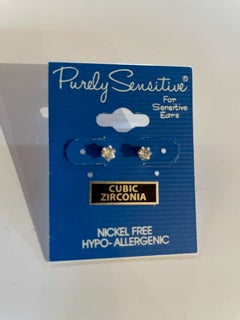 Purely Sensitive®
For
Sensitive
Ears
CUBIC
ZIRCONIA
NICKEL FREE
HYPO-ALLERGENIC